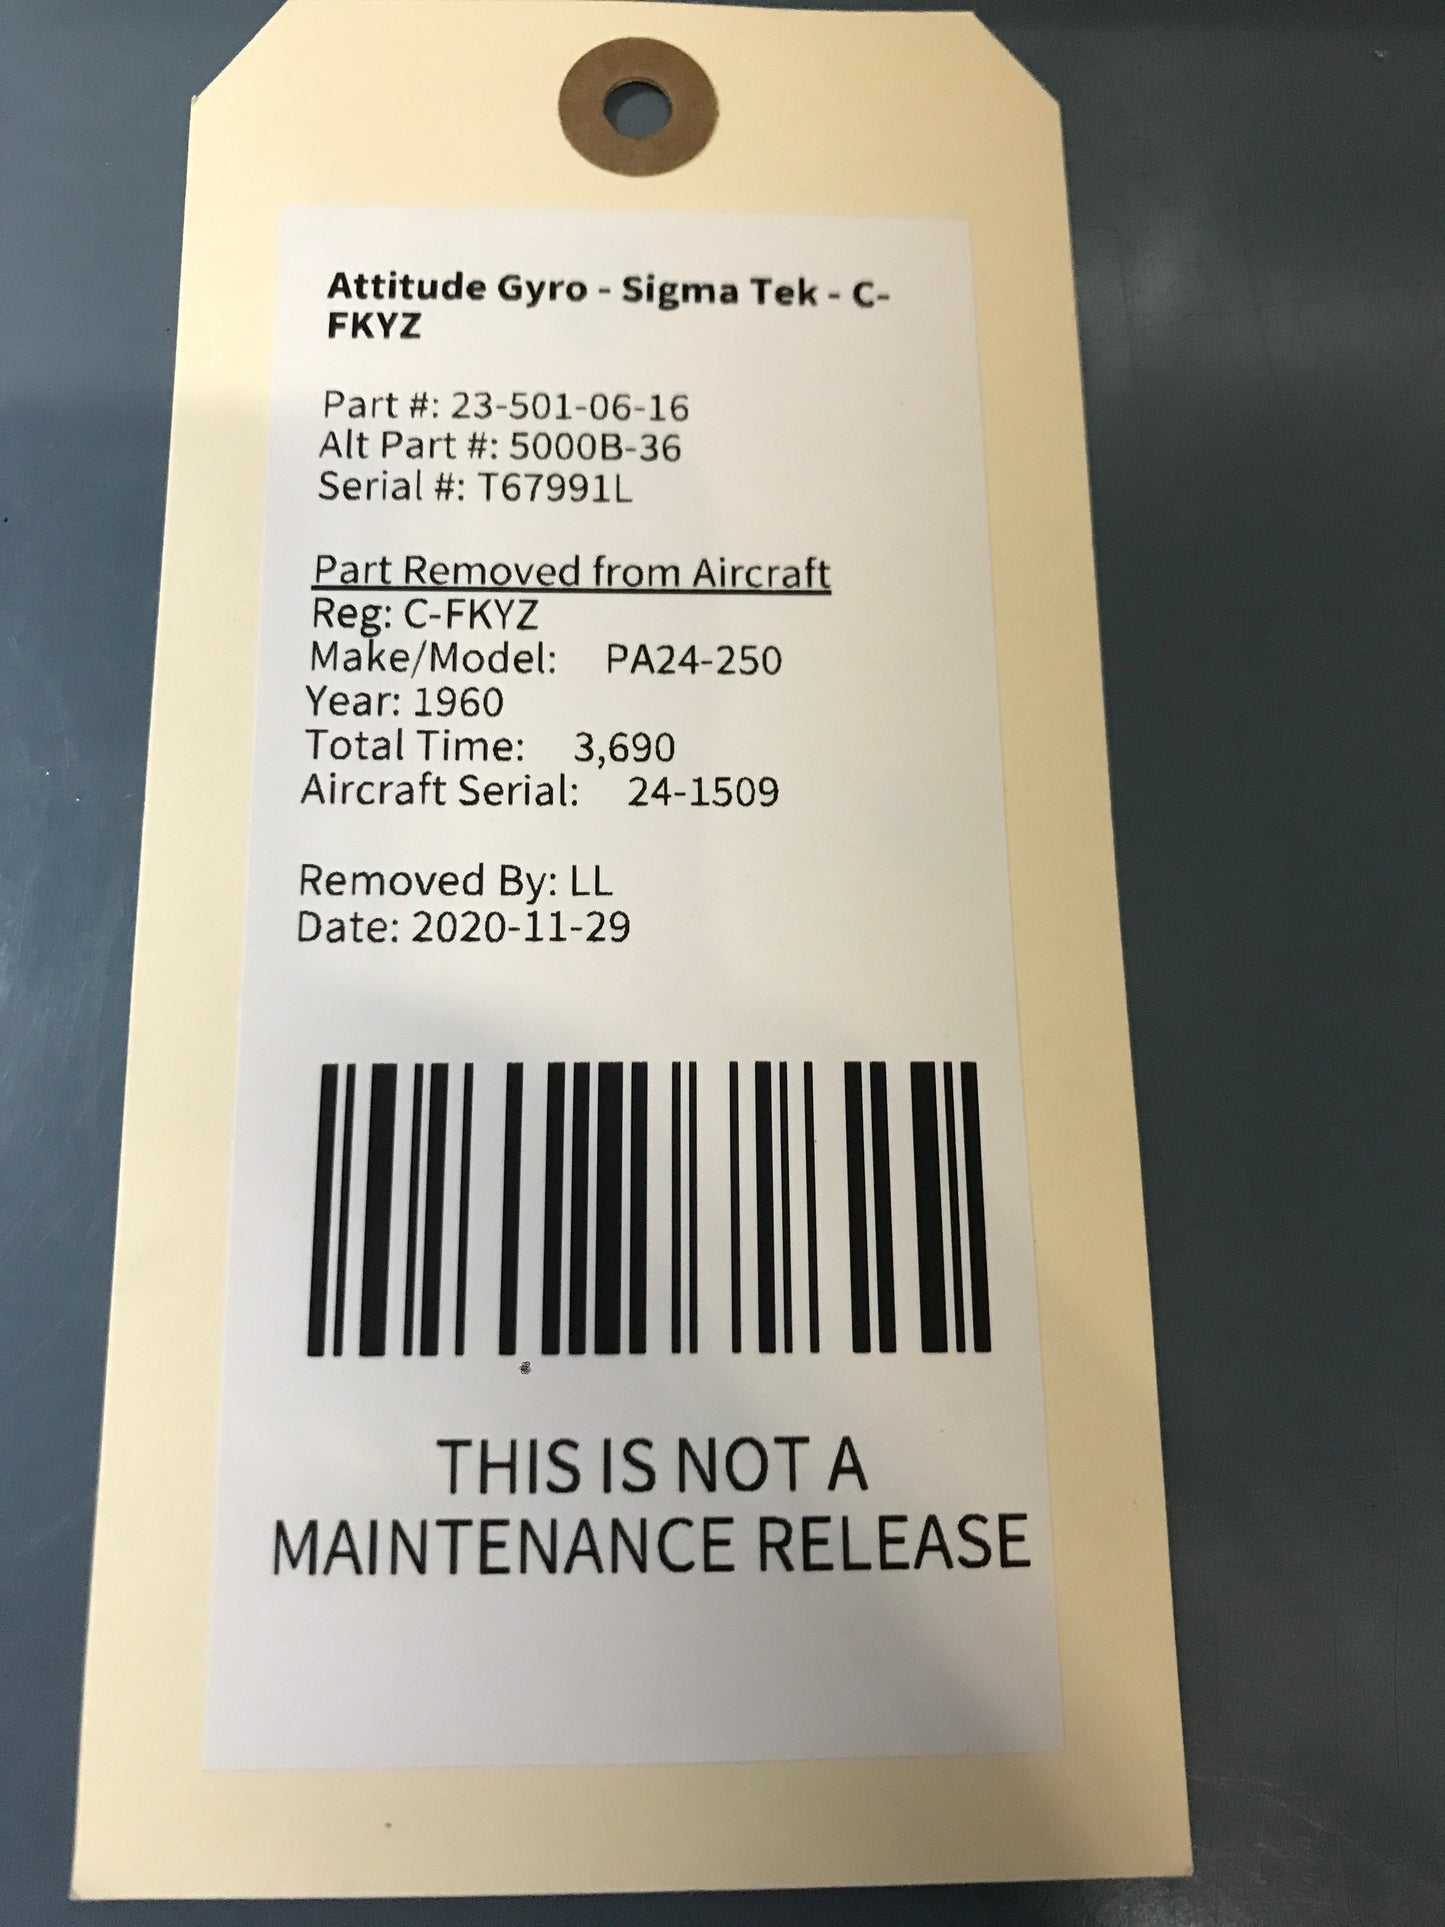 Attitude Gyro - Sigma Tek - C-
FKYZ
Part #: 23-501-06-16
Alt Part #: 5000B-36
Serial #: T67991L
Part Removed from Aircraft
Reg: C-FKYZ
Make/Model: PA24-250
Year: 1960
Total Time: 3,690
Aircraft Serial: 24-1509
Removed By: LL
Date: 2020-11-29
THIS IS NOT A
MAINTENANCE RELEASE